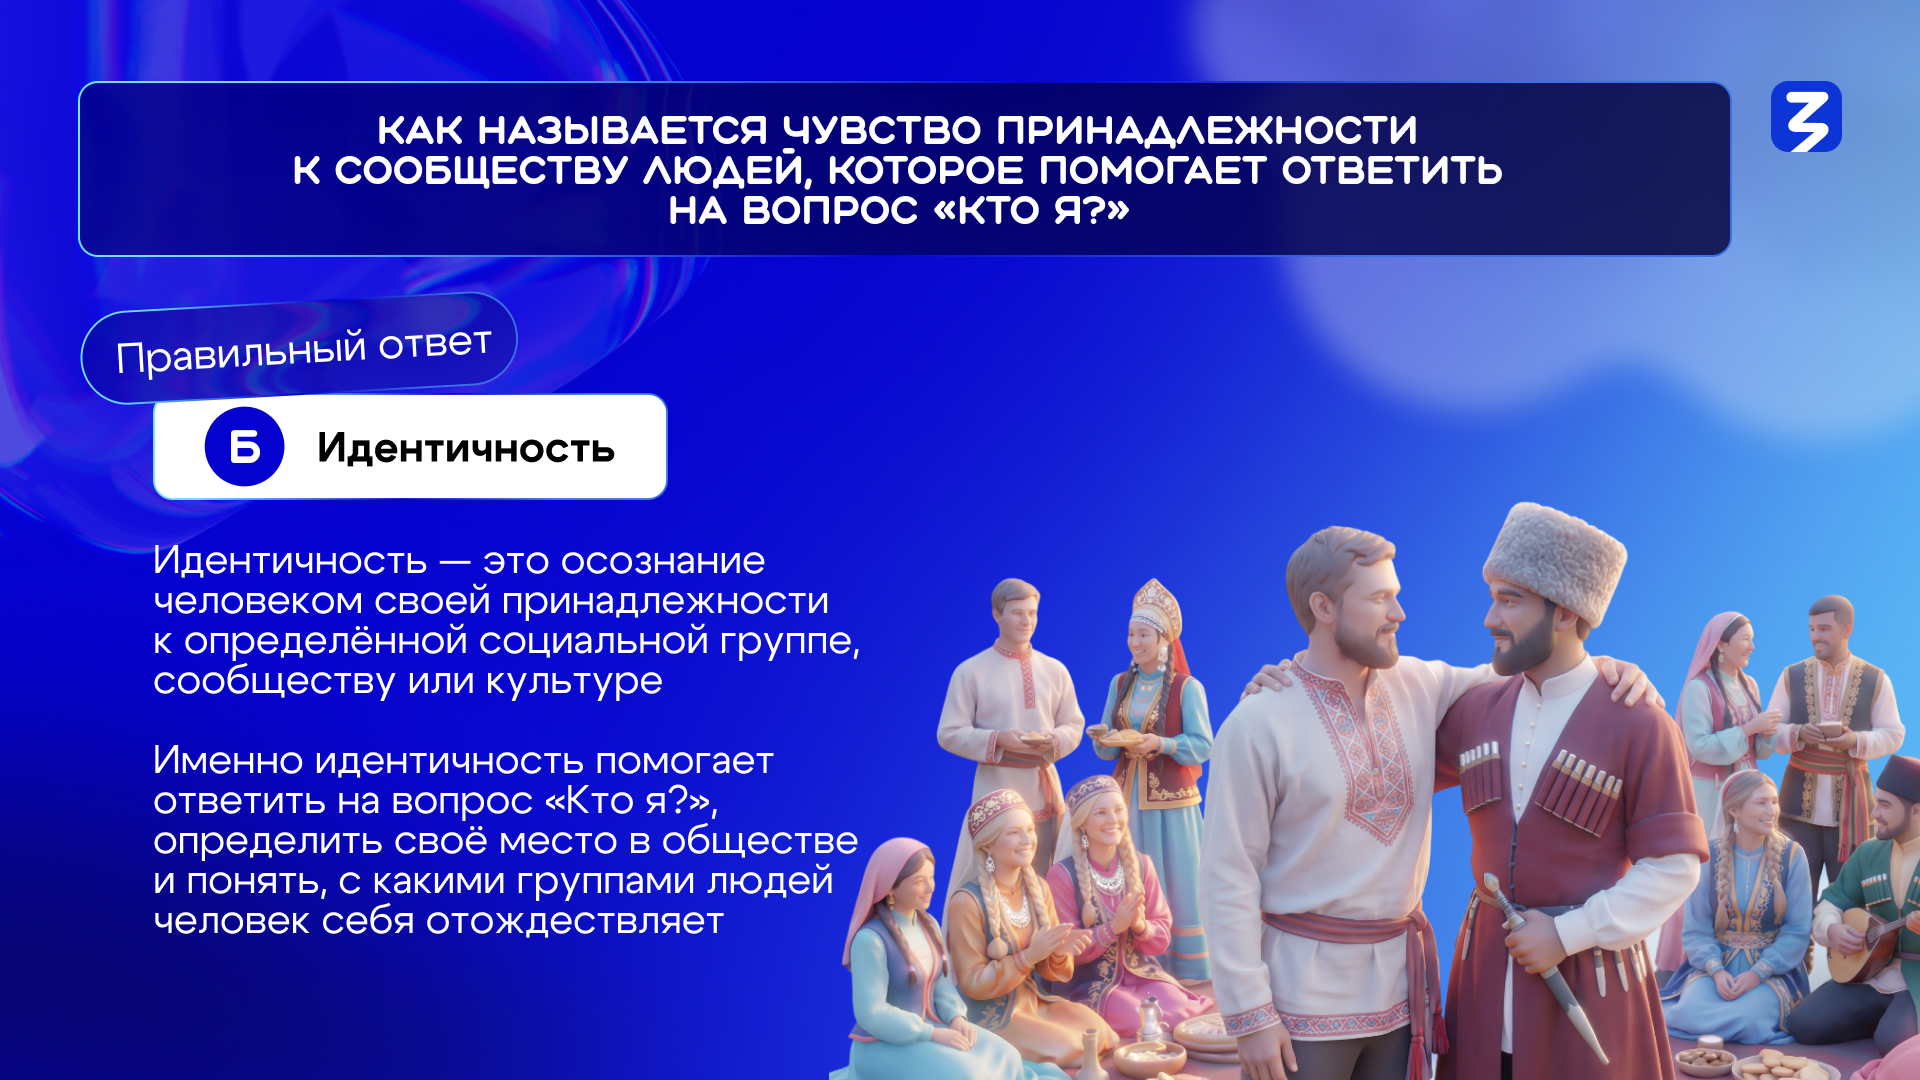 КАК НАЗЫВАЕТСЯ ЧУВСТВО ПРИНАДЛЕЖНОСТИ
К СООБЩЕСТВУ ЛЮДЕЙ, КОТОРОЕ ПОМОГАЕТ ОТВЕТИТЬ
НА ВОПРОС «КТО Я?»
Правильный ответ
Б Идентичность
Идентичность — это осознание
человеком своей принадлежности
к определённой социальной группе,
сообществу или культуре
Именно идентичность помогает
ответить на вопрос «Кто я?»,
определить своё место в обществе
и понять, с какими группами людей
человек себя отождествляет